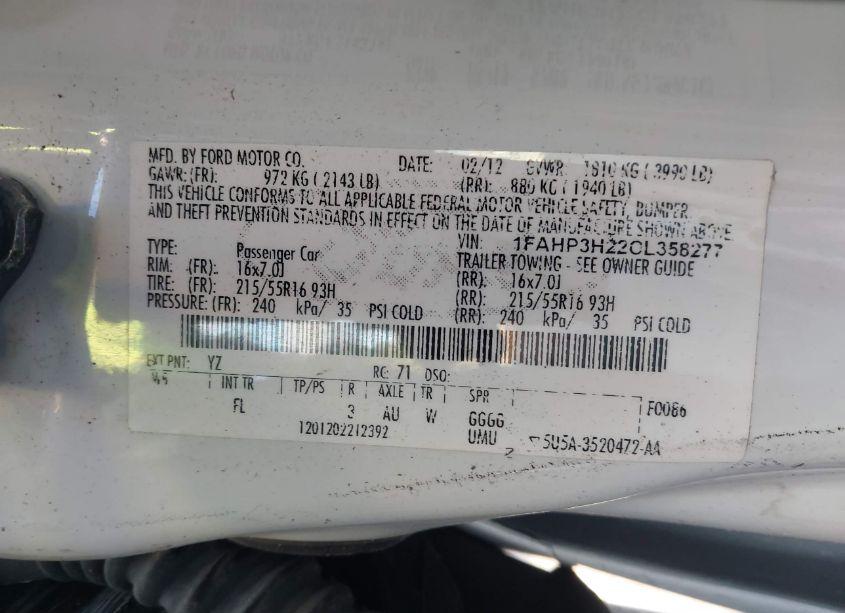 MFD. BY FORD MOTOR CO. DATE: 02/12 GVWR: 1810 KG ( 3990 LB)
GAWR: (FR): 972 KG ( 2143 LB) (RR): 880 KG ( 1940 LB)
THIS VEHICLE CONFORMS TO ALL APPLICABLE FEDERAL MOTOR VEHICLE SAFETY, BUMPER,
AND THEFT PREVENTION STANDARDS IN EFFECT ON THE DATE OF MANUFACTURE SHOWN ABOVE.
VIN: 1FAHP3H22CL358277
TYPE: Passenger Car TRAILER TOWING - SEE OWNER GUIDE
RIM: (FR): 16x7.0J (RR): 16x7.0J
TIRE: (FR): 215/55R16 93H (RR): 215/55R16 93H
PRESSURE: (FR): 240 kPa/ 35 PSI COLD (RR): 240 kPa/ 35 PSI COLD
EXT PNT: YZ RC: 71 DSO:
INT TR TP/PS R AXLE TR SPR F0086
FL 3 AU W GGGG
1201202212392 UMU 5U5A-3520472-AA